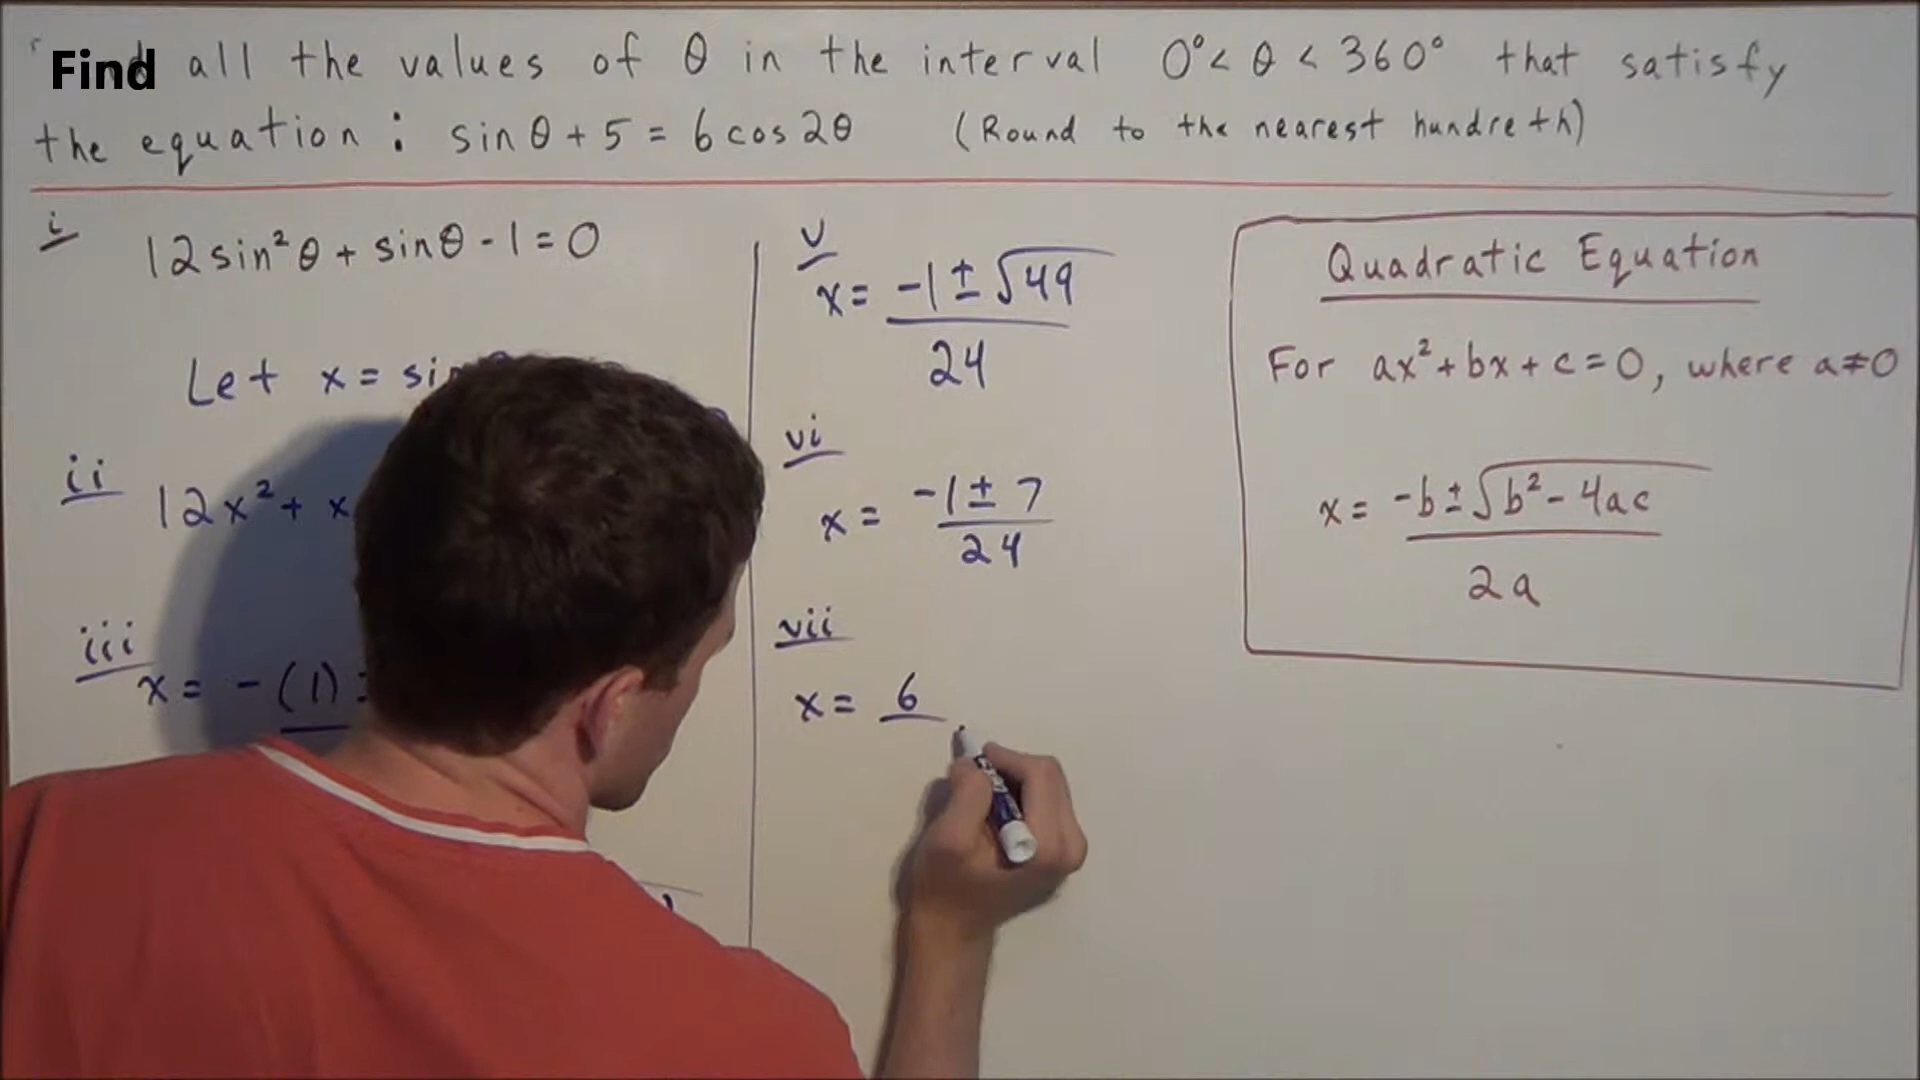 Find all the values of θ in the interval 0° < θ < 360° that satisfy
the equation : sin θ + 5 = 6 cos 2θ (Round to the nearest hundreth)
i
12 sin² θ + sin θ - 1 = 0
Let x =
ii
12x² + x
iii
x = -(1)
v
x = -1 ± √49
24
vi
x = -1 ± 7
24
vii
x = 6
Quadratic Equation
For ax² + bx + c = 0, where a ≠ 0
x = -b ± √b² - 4ac
2a